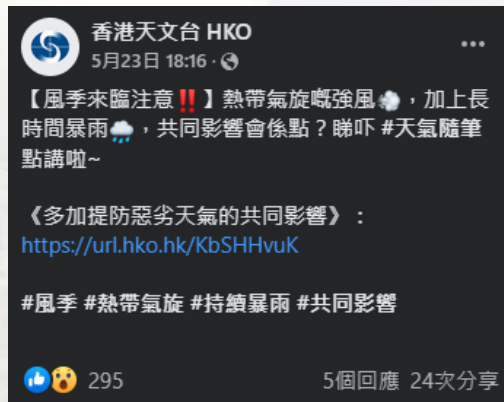 香港天文台 HKO
5月23日 18:16 ·
【風季來臨注意‼️】熱帶氣旋嘅強風💨，加上長
時間暴雨🌧️，共同影響會係點？睇吓 #天氣隨筆
點講啦~
《多加提防惡劣天氣的共同影響》：
https://url.hko.hk/KbSHHvuK
#風季 #熱帶氣旋 #持續暴雨 #共同影響
295
5個回應 24次分享